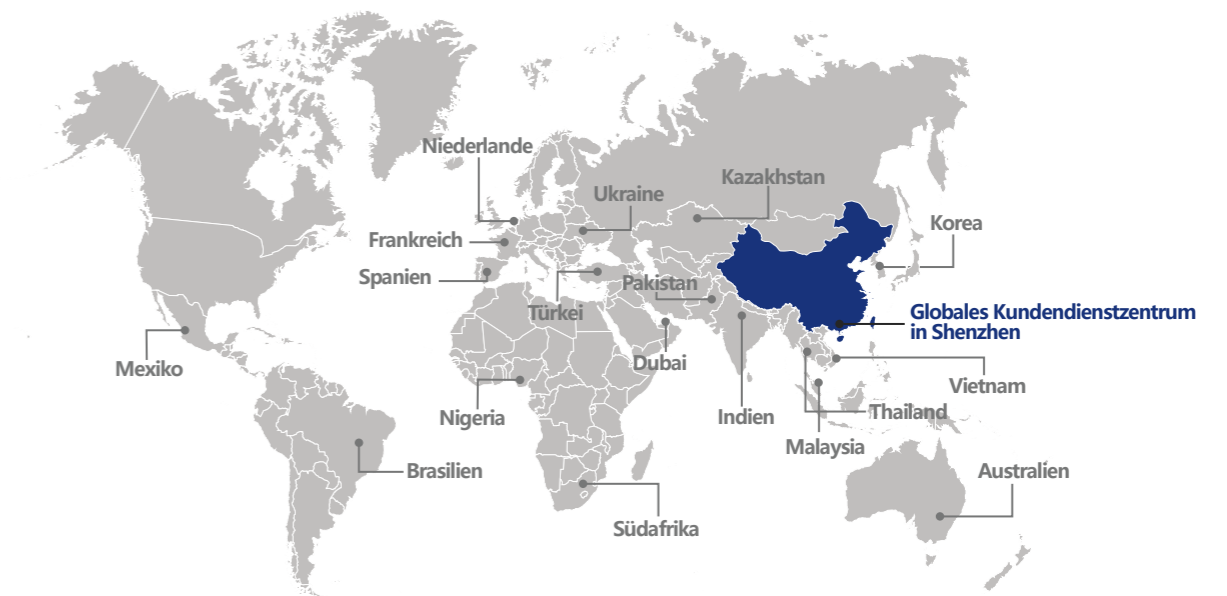 Niederlande
Kazakhstan
Ukraine
Korea
Frankreich
Spanien
Pakistan
Türkei
Globales Kundendienstzentrum
in Shenzhen
Dubai
Mexiko
Vietnam
Nigeria
Indien
Thailand
Malaysia
Brasilien
Australien
Südafrika